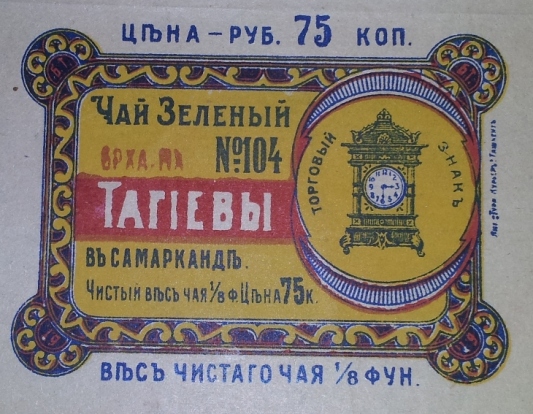 ЦѢНА – РУБ. 75 КОП.
ЧАЙ ЗЕЛЕНЫЙ
№104
ТАГІЕВЫ
ВЪ САМАРКАНДѢ.
ЧИСТЫЙ ВѢСЪ ЧАЯ 1/8 Ф ЦѢНА 75 К.
ТОРГОВЫЙ ЗНАКЪ
ВѢСЪ ЧИСТАГО ЧАЯ 1/8 ФУН.